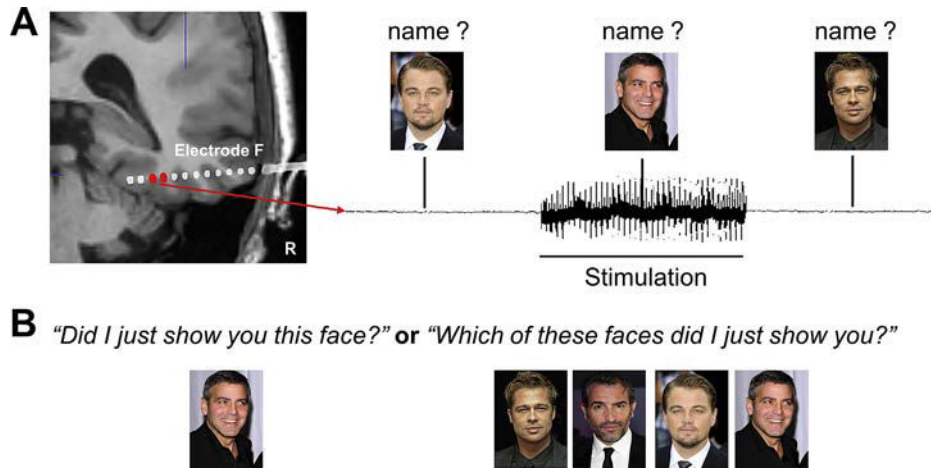 A
name ?
name ?
name ?
Electrode F
R
Stimulation
B
“Did I just show you this face?” or “Which of these faces did I just show you?”